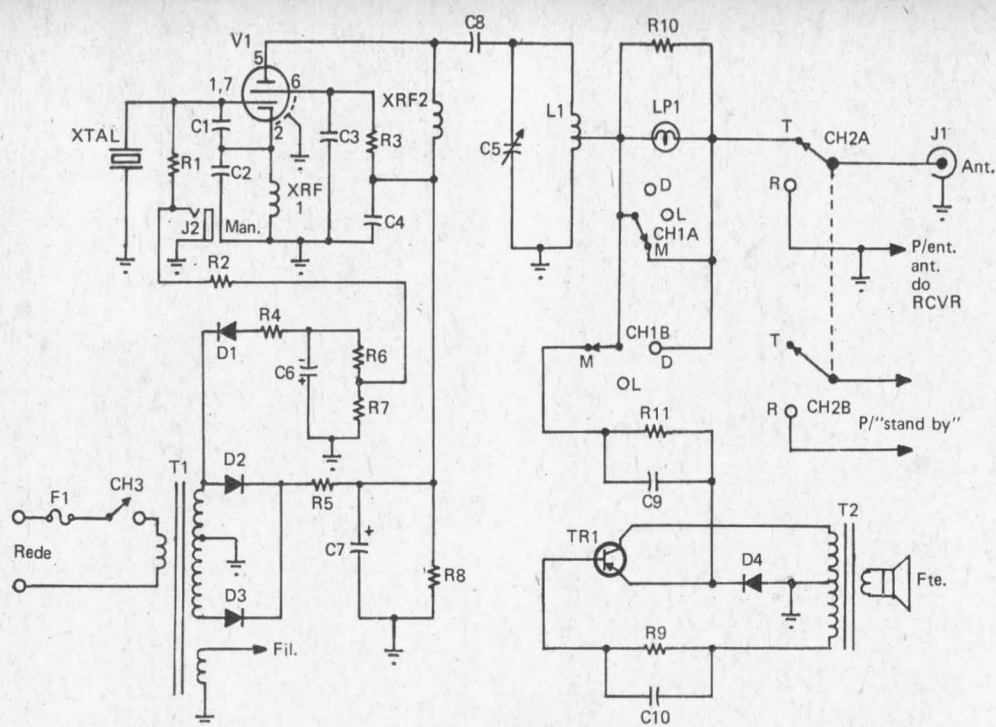 C8
R10
V1
5
6
1,7
2
XRF2
XTAL
C1
C3
R3
C5
L1
LP1
T
CH2A
J1
Ant.
R1
C2
XRF
1
D
L
CH1A
M
R
J2
Man.
C4
P/ent.
ant.
do
RCVR
R2
R4
D1
C6
-
+
R6
R7
CH1B
M
D
L
T
R
CH2B
P/"stand by"
R11
C9
T1
D2
F1
CH3
R5
Rede
C7
+
R8
D3
TR1
T2
D4
Fte.
Fil.
R9
C10